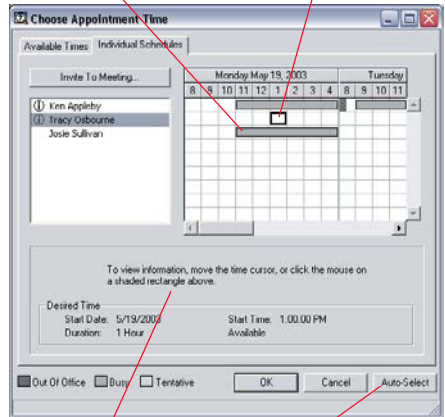 Choose Appointment Time
Available Times Individual Schedules
Invite To Meeting...
Monday May 19, 2003 Tuesday
8 9 10 11 12 1 2 3 4 8 9 10 11
Ken Appleby
Tracy Osbourne
Josie Sullivan
To view information, move the time cursor, or click the mouse on
a shaded rectangle above.
Desired Time
Start Date: 5/19/2003 Start Time: 1:00:00 PM
Duration: 1 Hour Available
Out Of Office Busy Tentative OK Cancel Auto-Select